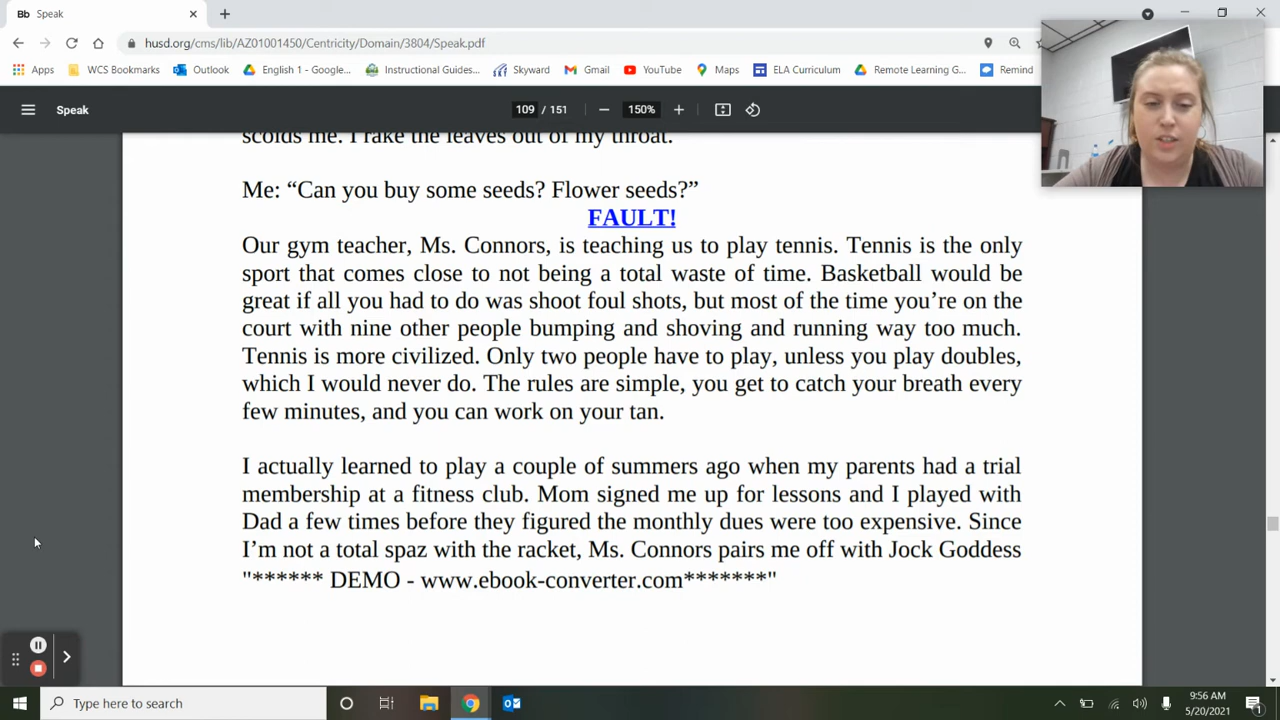 Bb Speak
husd.org/cms/lib/AZ01001450/Centricity/Domain/3804/Speak.pdf
Apps WCS Bookmarks Outlook English 1 - Google... Instructional Guides... Skyward Gmail YouTube Maps ELA Curriculum Remote Learning G... Remind
Speak 109 / 151 150%
scolds me. I rake the leaves out of my throat.
Me: “Can you buy some seeds? Flower seeds?”
FAULT!
Our gym teacher, Ms. Connors, is teaching us to play tennis. Tennis is the only
sport that comes close to not being a total waste of time. Basketball would be
great if all you had to do was shoot foul shots, but most of the time you’re on the
court with nine other people bumping and shoving and running way too much.
Tennis is more civilized. Only two people have to play, unless you play doubles,
which I would never do. The rules are simple, you get to catch your breath every
few minutes, and you can work on your tan.
I actually learned to play a couple of summers ago when my parents had a trial
membership at a fitness club. Mom signed me up for lessons and I played with
Dad a few times before they figured the monthly dues were too expensive. Since
I’m not a total spaz with the racket, Ms. Connors pairs me off with Jock Goddess
"****** DEMO - www.ebook-converter.com*******"
Type here to search
9:56 AM
5/20/2021
1